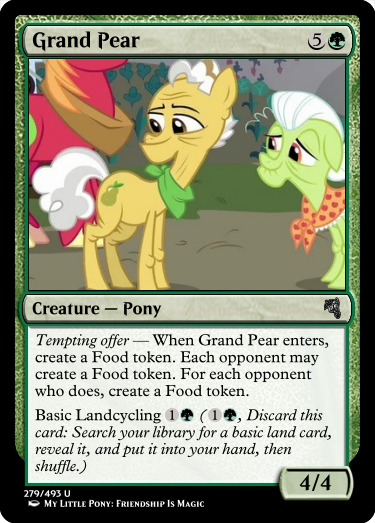 Grand Pear 5
Creature — Pony
Tempting offer — When Grand Pear enters,
create a Food token. Each opponent may
create a Food token. For each opponent
who does, create a Food token.
Basic Landcycling 1 (1, Discard this
card: Search your library for a basic land card,
reveal it, and put it into your hand, then
shuffle.)
4/4
279/493 U
My Little Pony: Friendship Is Magic